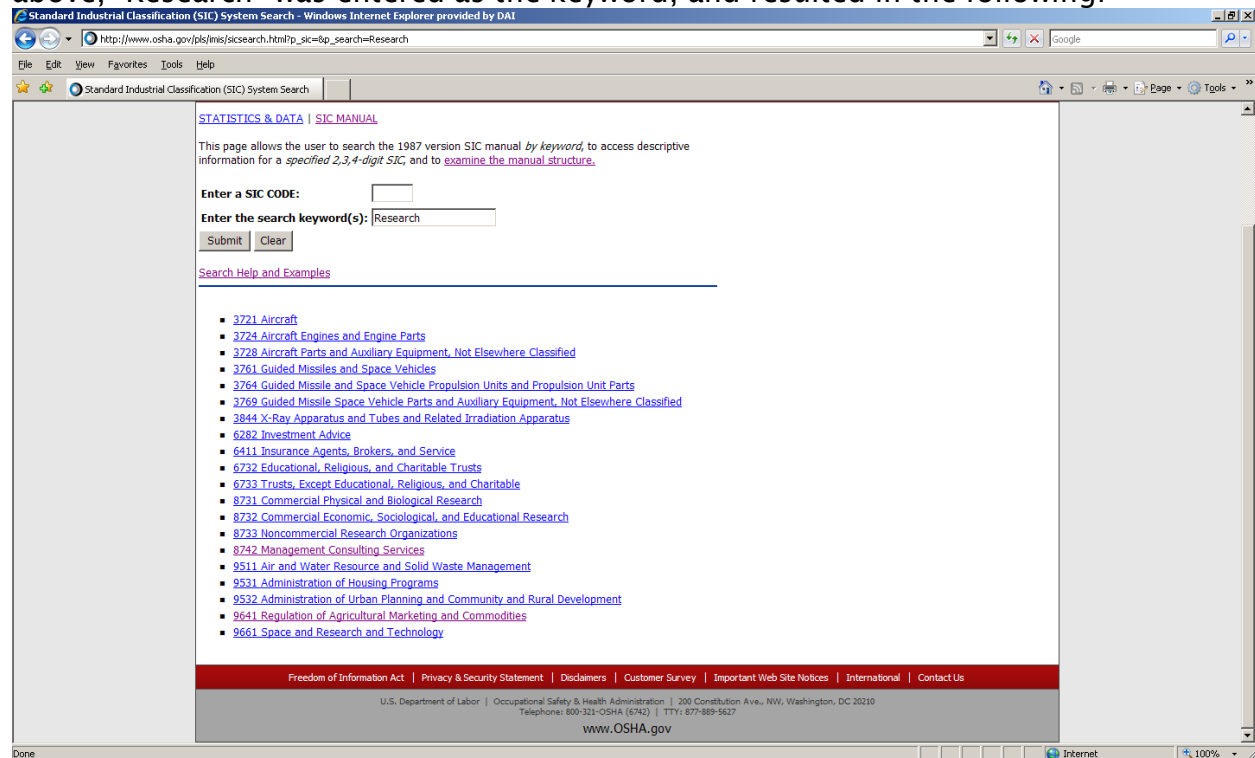 above, "Research" was entered as the keyword, and resulted in the following:
Standard Industrial Classification (SIC) System Search - Windows Internet Explorer provided by DAI
http://www.osha.gov/pls/imis/sicsearch.html?p_sic=&p_search=Research
Google
File Edit View Favorites Tools Help
Standard Industrial Classification (SIC) System Search
Page Tools
STATISTICS & DATA | SIC MANUAL
This page allows the user to search the 1987 version SIC manual by keyword, to access descriptive
information for a specified 2,3,4-digit SIC, and to examine the manual structure.
Enter a SIC CODE:
Enter the search keyword(s): Research
Submit Clear
Search Help and Examples
3721 Aircraft
3724 Aircraft Engines and Engine Parts
3728 Aircraft Parts and Auxiliary Equipment, Not Elsewhere Classified
3761 Guided Missiles and Space Vehicles
3764 Guided Missile and Space Vehicle Propulsion Units and Propulsion Unit Parts
3769 Guided Missile Space Vehicle Parts and Auxiliary Equipment, Not Elsewhere Classified
3844 X-Ray Apparatus and Tubes and Related Irradiation Apparatus
6282 Investment Advice
6411 Insurance Agents, Brokers, and Service
6732 Educational, Religious, and Charitable Trusts
6733 Trusts, Except Educational, Religious, and Charitable
8731 Commercial Physical and Biological Research
8732 Commercial Economic, Sociological, and Educational Research
8733 Noncommercial Research Organizations
8742 Management Consulting Services
9511 Air and Water Resource and Solid Waste Management
9531 Administration of Housing Programs
9532 Administration of Urban Planning and Community and Rural Development
9641 Regulation of Agricultural Marketing and Commodities
9661 Space and Research and Technology
Freedom of Information Act | Privacy & Security Statement | Disclaimers | Customer Survey | Important Web Site Notices | International | Contact Us
U.S. Department of Labor | Occupational Safety & Health Administration | 200 Constitution Ave., NW, Washington, DC 20210
Telephone: 800-321-OSHA (6742) | TTY: 877-889-5627
www.OSHA.gov
Done
Internet
100%